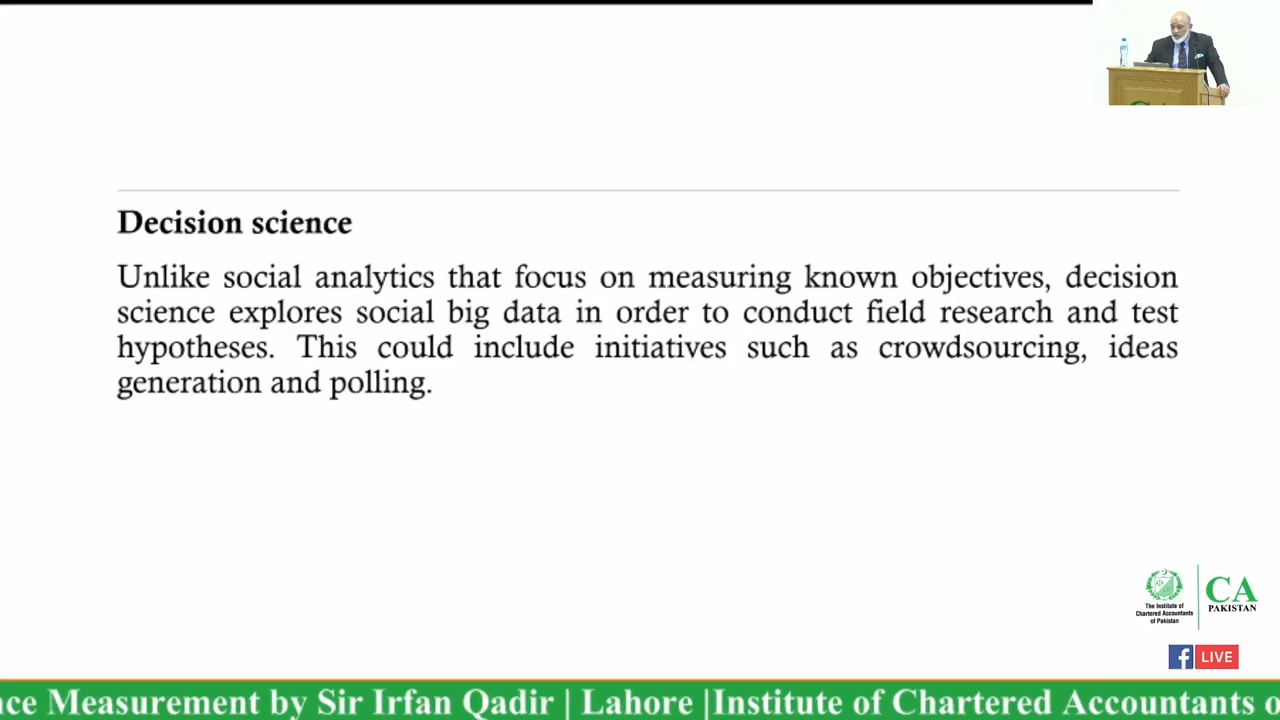 Decision science
Unlike social analytics that focus on measuring known objectives, decision
science explores social big data in order to conduct field research and test
hypotheses. This could include initiatives such as crowdsourcing, ideas
generation and polling.
The Institute of
Chartered Accountants
of Pakistan
CA
PAKISTAN
f LIVE
nce Measurement by Sir Irfan Qadir | Lahore |Institute of Chartered Accountants o